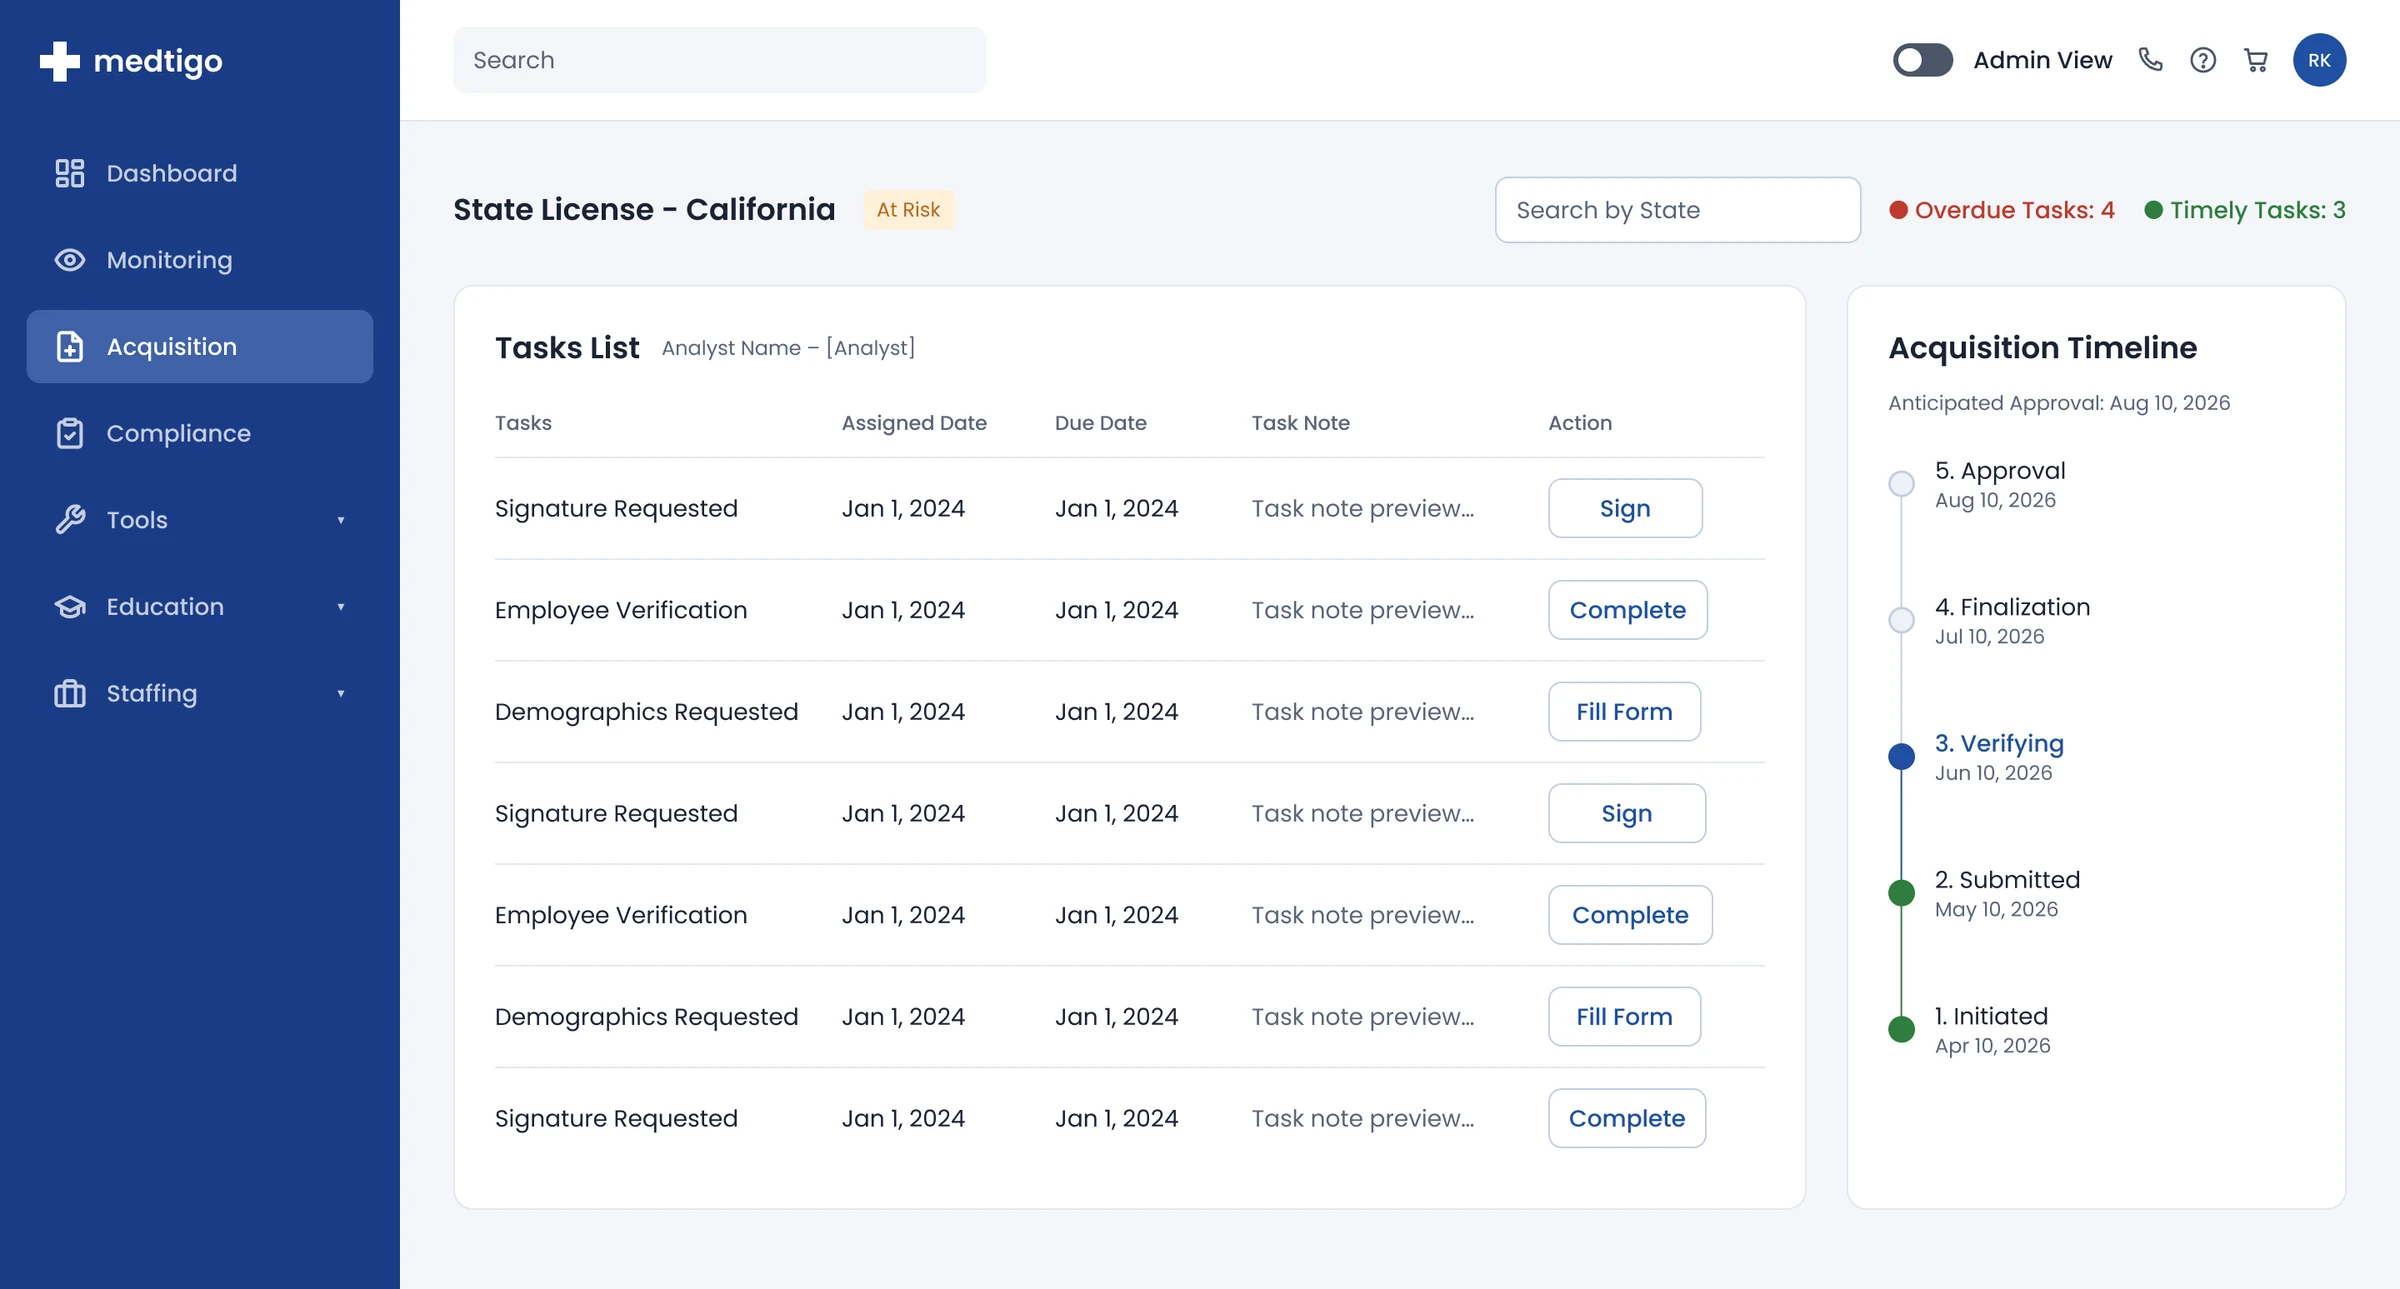 medtigo
Search
Admin View
RK
Dashboard
Monitoring
Acquisition
Compliance
Tools
Education
Staffing
State License - California
At Risk
Search by State
Overdue Tasks: 4
Timely Tasks: 3
Tasks List
Analyst Name – [Analyst]
Tasks Assigned Date Due Date Task Note Action
Signature Requested Jan 1, 2024 Jan 1, 2024 Task note preview... Sign
Employee Verification Jan 1, 2024 Jan 1, 2024 Task note preview... Complete
Demographics Requested Jan 1, 2024 Jan 1, 2024 Task note preview... Fill Form
Signature Requested Jan 1, 2024 Jan 1, 2024 Task note preview... Sign
Employee Verification Jan 1, 2024 Jan 1, 2024 Task note preview... Complete
Demographics Requested Jan 1, 2024 Jan 1, 2024 Task note preview... Fill Form
Signature Requested Jan 1, 2024 Jan 1, 2024 Task note preview... Complete
Acquisition Timeline
Anticipated Approval: Aug 10, 2026
5. Approval
Aug 10, 2026
4. Finalization
Jul 10, 2026
3. Verifying
Jun 10, 2026
2. Submitted
May 10, 2026
1. Initiated
Apr 10, 2026